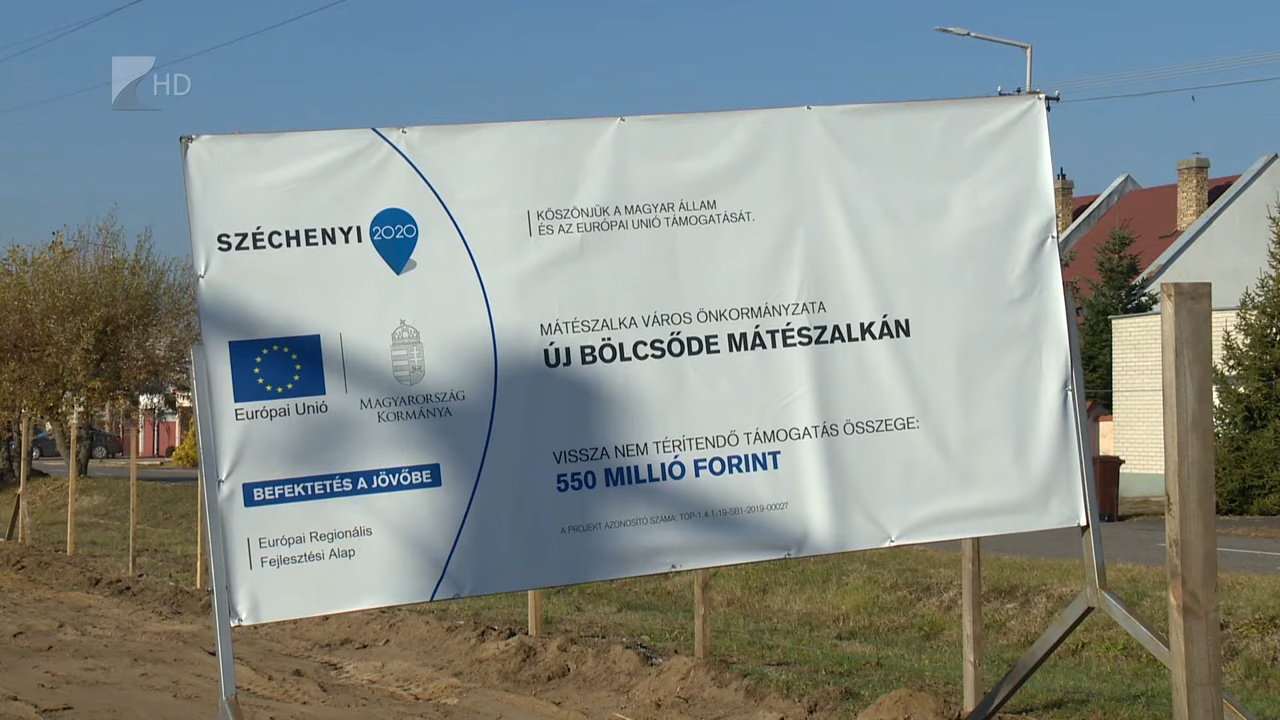 HD
SZÉCHENYI 2020
KÖSZÖNJÜK A MAGYAR ÁLLAM
ÉS AZ EURÓPAI UNIÓ TÁMOGATÁSÁT.
MÁTÉSZALKA VÁROS ÖNKORMÁNYZATA
ÚJ BÖLCSŐDE MÁTÉSZALKÁN
Európai Unió
MAGYARORSZÁG
KORMÁNYA
VISSZA NEM TÉRÍTENDŐ TÁMOGATÁS ÖSSZEGE:
550 MILLIÓ FORINT
BEFEKTETÉS A JÖVŐBE
A PROJEKT AZONOSÍTÓ SZÁMA: TOP-1.4.1-19-SB1-2019-00027
Európai Regionális
Fejlesztési Alap